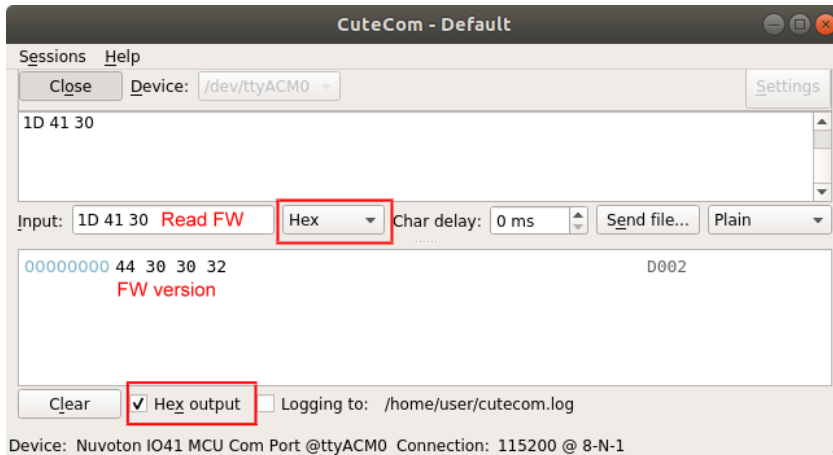 CuteCom - Default
Sessions Help
Close Device: /dev/ttyACM0 Settings
1D 41 30
Input: 1D 41 30 Read FW Hex Char delay: 0 ms Send file... Plain
00000000 44 30 30 32 D002
FW version
Clear Hex output Logging to: /home/user/cutecom.log
Device: Nuvoton IO41 MCU Com Port @ttyACM0 Connection: 115200 @ 8-N-1